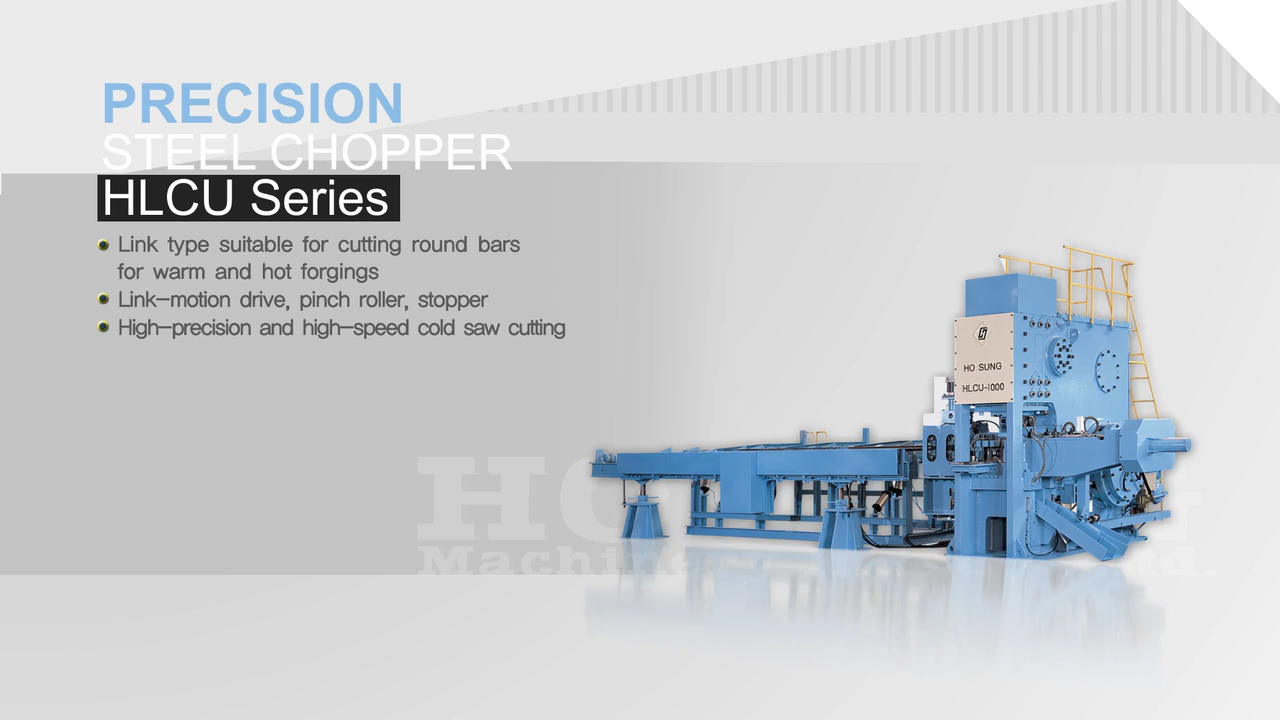 PRECISION
STEEL CHOPPER
HLCU Series
Link type suitable for cutting round bars
for warm and hot forgings
Link-motion drive, pinch roller, stopper
High-precision and high-speed cold saw cutting
HO SUNG
HLCU-1000